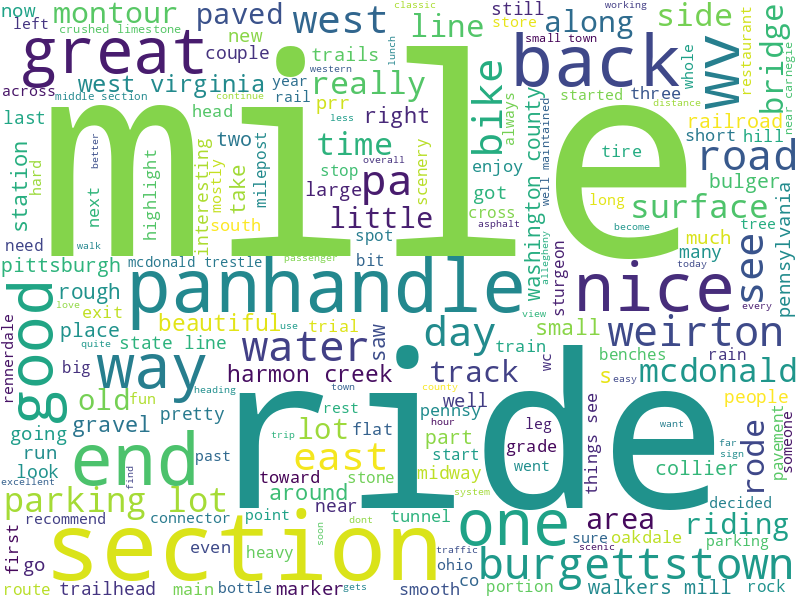 now
montour
paved
west
line
classic
still
along
side
working
left
crushed limestone
couple
new
trails
lunch
store
small town
great
back
wv
restaurant
bridge
across
west virginia
year
western
really
bike
always
started
three
whole
near carnegie
middle section
continue
rail
prr
less
distance
last
head
right
railroad
mile
station
hard
better
next
highlight
interesting
mostly
two
take
milepost
time
stop
overall
scenery
enjoy
washington county
well maintained
short
hill
road
pa
large
got
tire
bulger
need
walk
south
little
cross
asphalt
long
surface
tree
spot
become
much
many
pennsylvania
pittsburgh
mcdonald trestle
passenger
bit
allegheny
sturgeon
today
see
rough
panhandle
nice
view
every
rennerdale
good
love
exit
beautiful
use
trial
water
saw
day
small
weirton
place
quite
state line
train
wc
benches
rain
big
way
harmon creek
track
s
easy
mcdonald
old
fun
heading
town
well
county
people
gravel
pretty
ride
rest
hour
pennsy
leg
things see
rode
want
far
sign
pavement
someone
going
run
look
end
past
trip
lot
flat
part
start
grade
went
collier
excellent
find
toward
east
stone
midway
system
parking lot
around
near
one
area
decided
riding
first
recommend
connector
point
soon
dont
tunnel
sure
oakdale
parking
go
section
even
heavy
traffic
ohio
scenic
burgettstown
walkers mill
route
trailhead
main
bottle
marker
gets
smooth
co
portion
rock